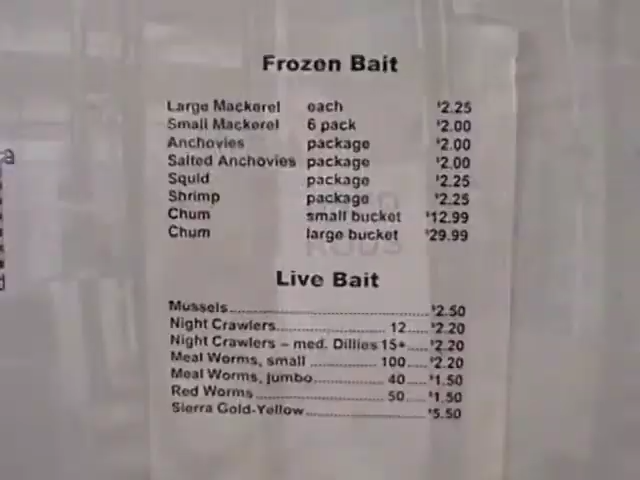 Frozen Bait
Large Mackerel each $2.25
Small Mackerel 6 pack $2.00
Anchovies package $2.00
Salted Anchovies package $2.00
Squid package $2.25
Shrimp package $2.25
Chum small bucket $12.99
Chum large bucket $29.99
Live Bait
Mussels........................................ $2.50
Night Crawlers...................... 12..... $2.20
Night Crawlers – med. Dillies 15+..... $2.20
Meal Worms, small ............... 100..... $2.20
Meal Worms, jumbo.............. 40..... $1.50
Red Worms .......................... 50..... $1.50
Sierra Gold-Yellow......................... $5.50